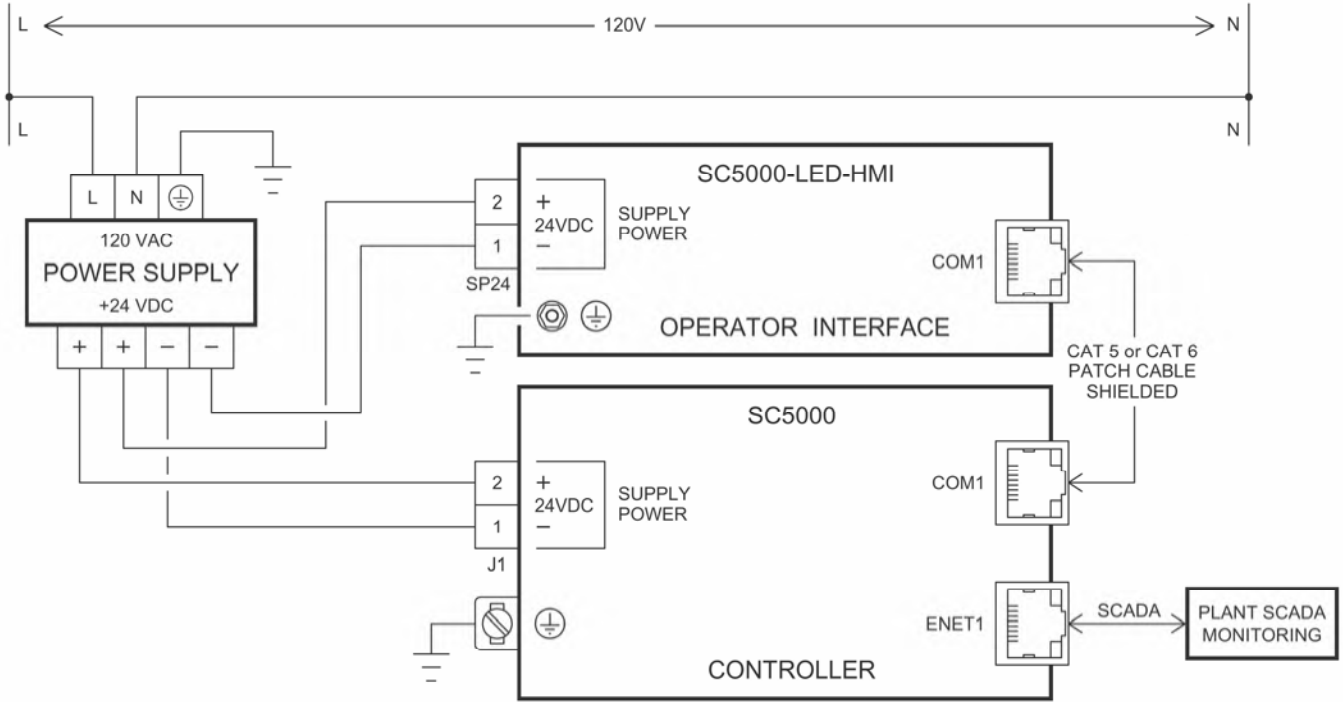 L
120V
N
L
N
L N
120 VAC
POWER SUPPLY
+24 VDC
+ + − −
SC5000-LED-HMI
2
+
24VDC
1
−
SUPPLY
POWER
SP24
COM1
OPERATOR INTERFACE
CAT 5 or CAT 6
PATCH CABLE
SHIELDED
SC5000
2
+
24VDC
1
−
SUPPLY
POWER
J1
COM1
ENET1
SCADA
PLANT SCADA
MONITORING
CONTROLLER